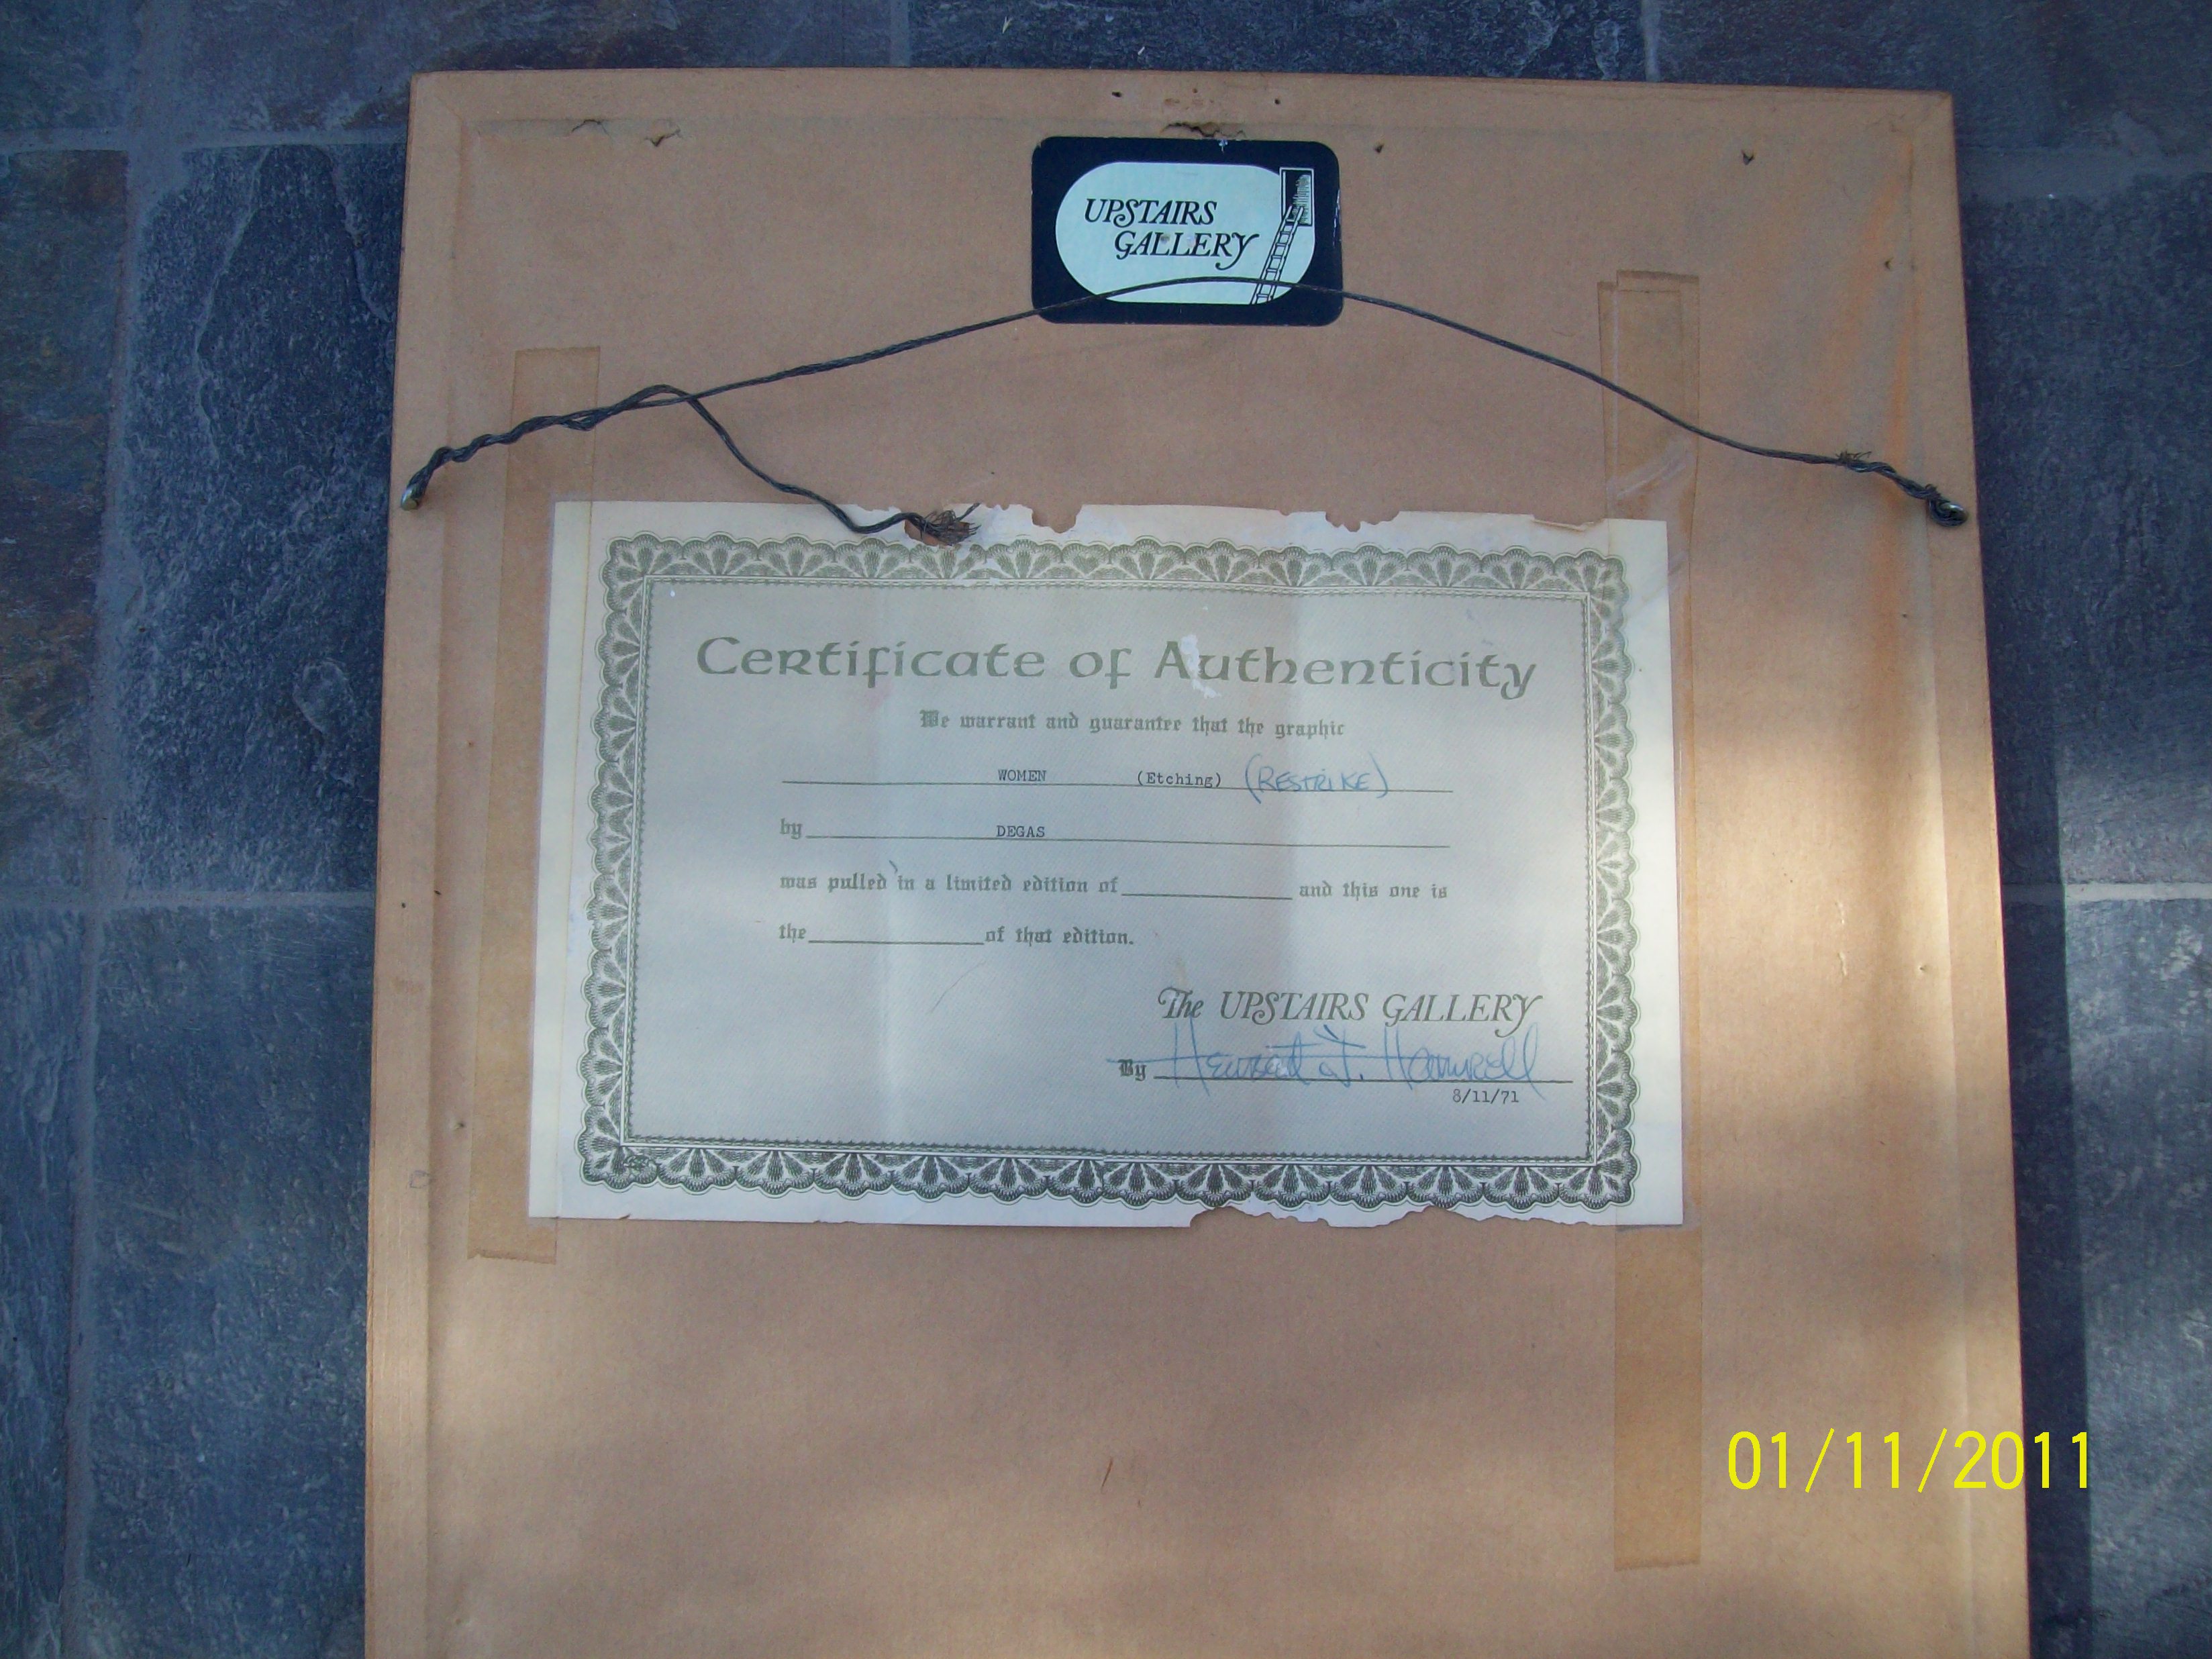 UPSTAIRS
GALLERY
Certificate of Authenticity
We warrant and guarantee that the graphic
WOMEN (Etching) (RESTRIKE)
by DEGAS
was pulled in a limited edition of and this one is
the of that edition.
The UPSTAIRS GALLERY
By
8/11/71
01/11/2011